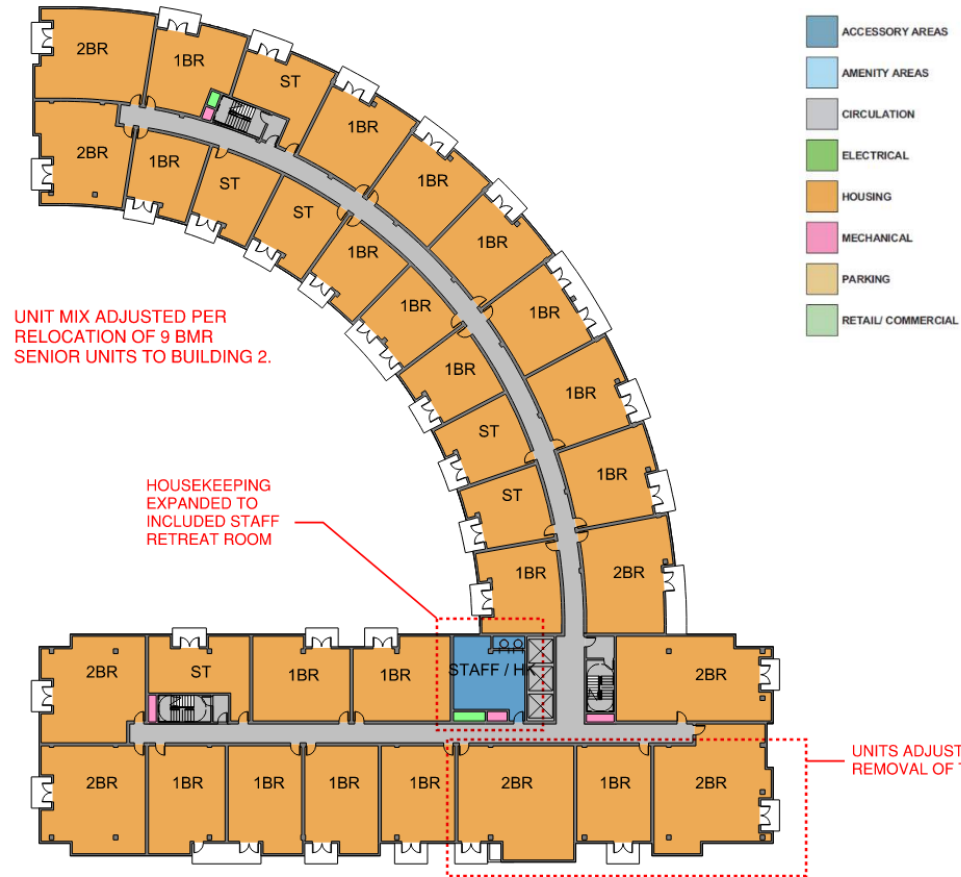 2BR
1BR
ST
1BR
1BR
1BR
1BR
1BR
1BR
2BR
2BR
1BR
ST
ST
1BR
1BR
1BR
ST
ST
1BR
ACCESSORY AREAS
AMENITY AREAS
CIRCULATION
ELECTRICAL
HOUSING
MECHANICAL
PARKING
RETAIL/ COMMERCIAL
UNIT MIX ADJUSTED PER
RELOCATION OF 9 BMR
SENIOR UNITS TO BUILDING 2.
HOUSEKEEPING
EXPANDED TO
INCLUDED STAFF
RETREAT ROOM
2BR
ST
1BR
1BR
STAFF / HK
2BR
2BR
1BR
1BR
1BR
1BR
2BR
1BR
2BR
UNITS ADJUST
REMOVAL OF